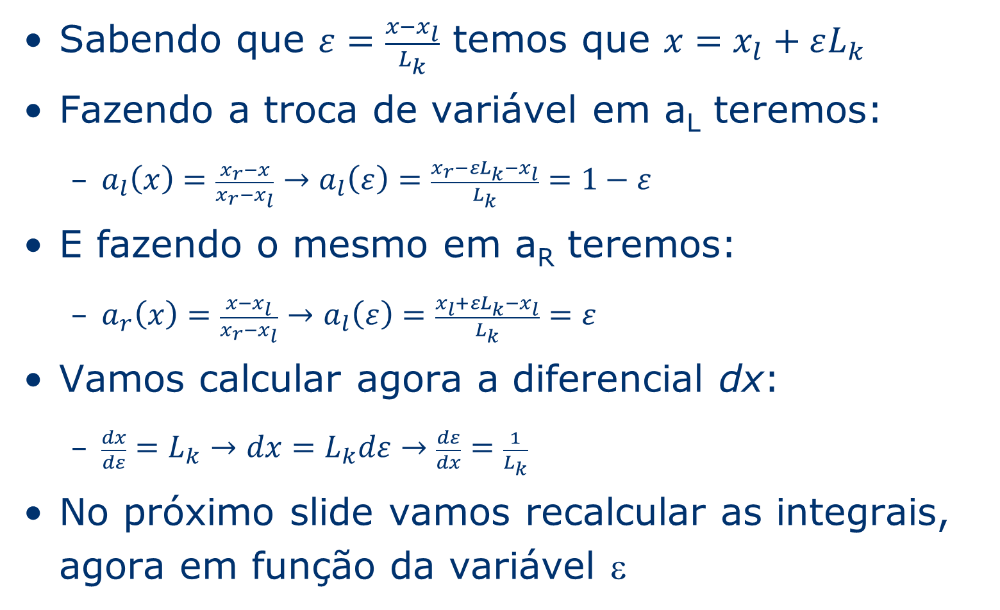 • Sabendo que $\varepsilon = \frac{x-x_l}{L_k}$ temos que $x = x_l + \varepsilon L_k$
• Fazendo a troca de variável em a_L teremos:
– $a_l(x) = \frac{x_r-x}{x_r-x_l} \rightarrow a_l(\varepsilon) = \frac{x_r-\varepsilon L_k-x_l}{L_k} = 1 - \varepsilon$
• E fazendo o mesmo em a_R teremos:
– $a_r(x) = \frac{x-x_l}{x_r-x_l} \rightarrow a_l(\varepsilon) = \frac{x_l+\varepsilon L_k-x_l}{L_k} = \varepsilon$
• Vamos calcular agora a diferencial dx:
– $\frac{dx}{d\varepsilon} = L_k \rightarrow dx = L_k d\varepsilon \rightarrow \frac{d\varepsilon}{dx} = \frac{1}{L_k}$
• No próximo slide vamos recalcular as integrais,
agora em função da variável ε